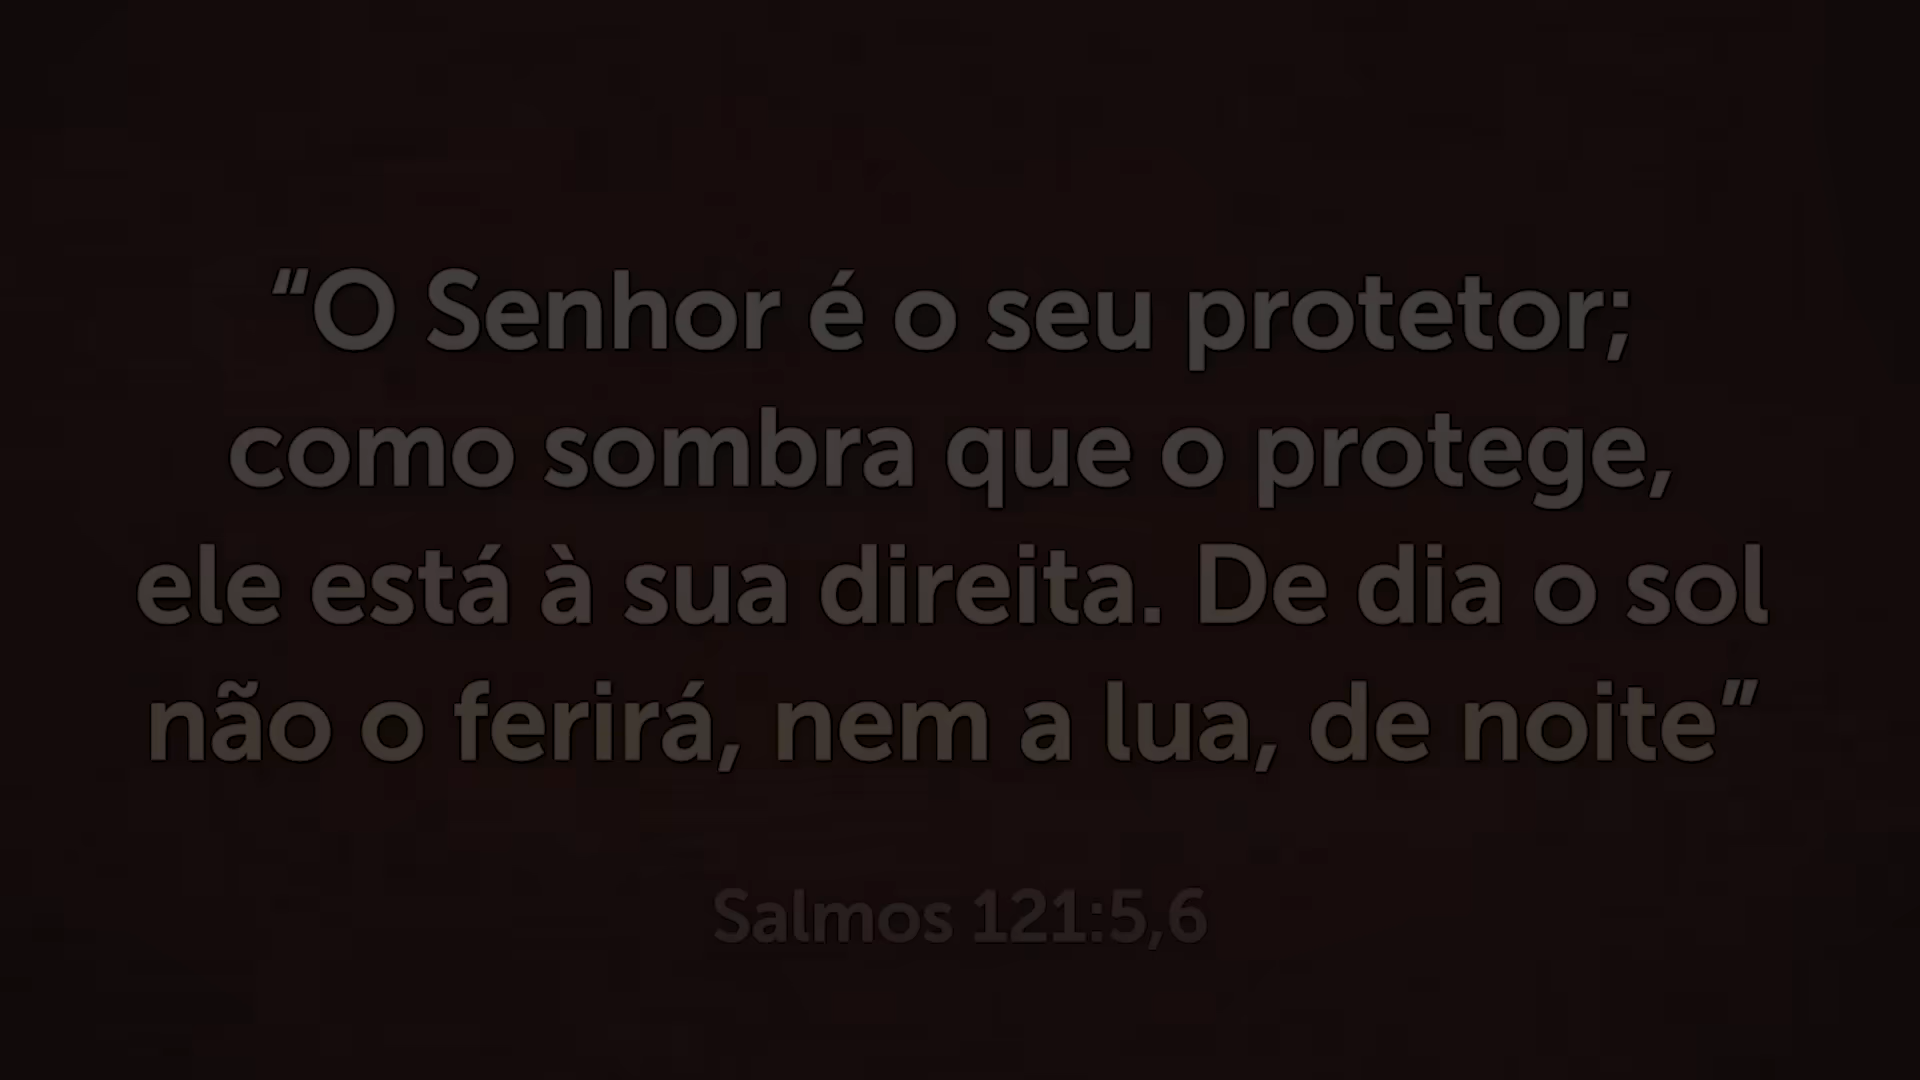 “O Senhor é o seu protetor;
como sombra que o protege,
ele está à sua direita. De dia o sol
não o ferirá, nem a lua, de noite”
Salmos 121:5,6